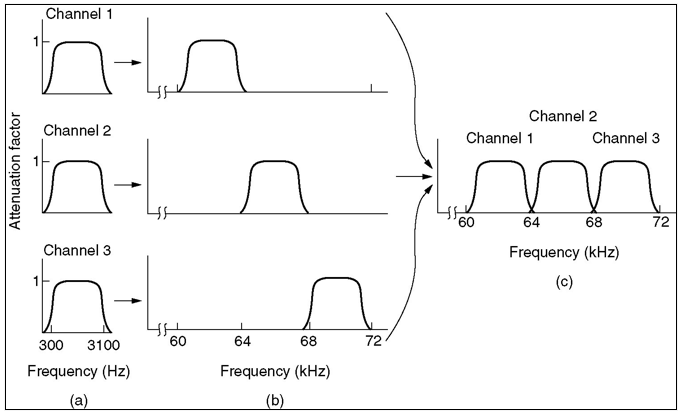 Channel 1
1
Channel 2
1
Channel 3
1
Attenuation factor
300 3100
Frequency (Hz)
(a)
60 64 68 72
Frequency (kHz)
(b)
Channel 2
Channel 1 Channel 3
60 64 68 72
Frequency (kHz)
(c)